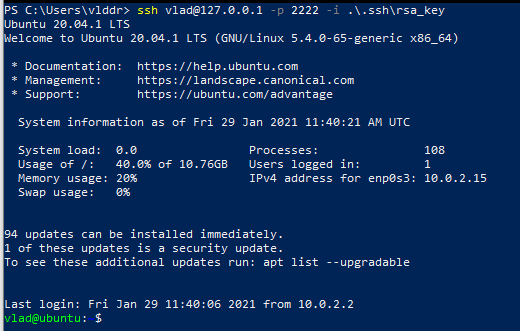 PS C:\Users\vlddr> ssh vlad@127.0.0.1 -p 2222 -i .\.ssh\rsa_key
Ubuntu 20.04.1 LTS
Welcome to Ubuntu 20.04.1 LTS (GNU/Linux 5.4.0-65-generic x86_64)
* Documentation: https://help.ubuntu.com
* Management: https://landscape.canonical.com
* Support: https://ubuntu.com/advantage
System information as of Fri 29 Jan 2021 11:40:21 AM UTC
System load: 0.0 Processes: 108
Usage of /: 40.0% of 10.76GB Users logged in: 1
Memory usage: 20% IPv4 address for enp0s3: 10.0.2.15
Swap usage: 0%
94 updates can be installed immediately.
1 of these updates is a security update.
To see these additional updates run: apt list --upgradable
Last login: Fri Jan 29 11:40:06 2021 from 10.0.2.2
vlad@ubuntu: $